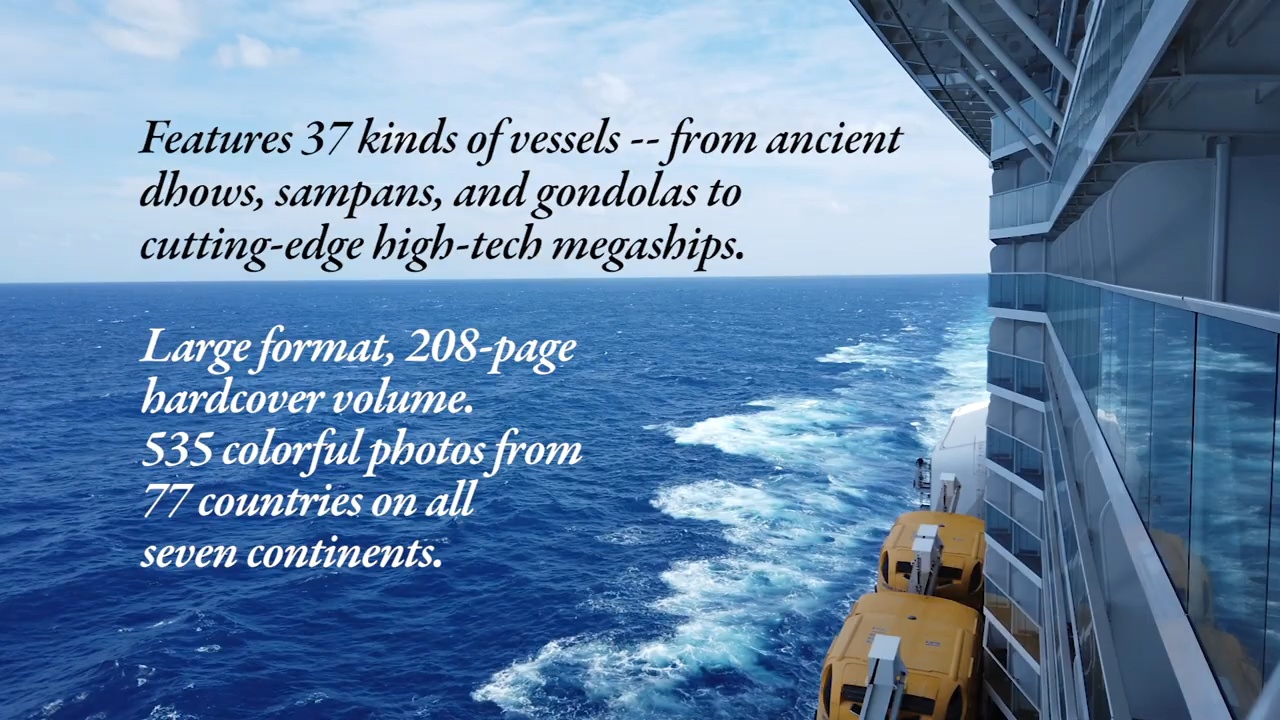 Features 37 kinds of vessels -- from ancient
dhows, sampans, and gondolas to
cutting-edge high-tech megaships.
Large format, 208-page
hardcover volume.
535 colorful photos from
77 countries on all
seven continents.